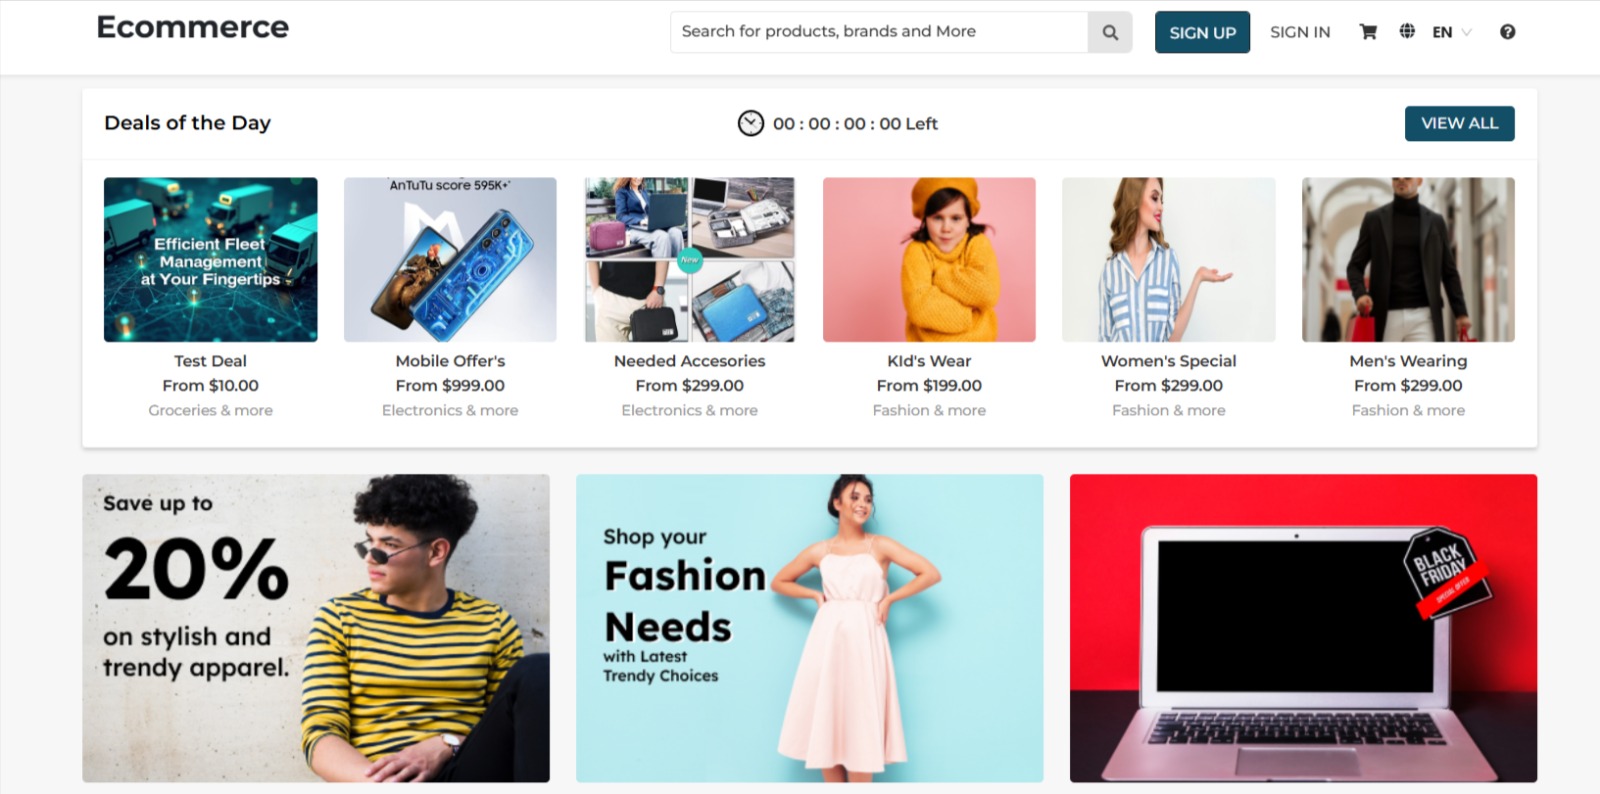 Ecommerce
Search for products, brands and More
SIGN UP
SIGN IN
EN
Deals of the Day
00 : 00 : 00 : 00 Left
VIEW ALL
Efficient Fleet
Management
at Your Fingertips
AnTuTu score 595K+
New
Test Deal
From $10.00
Groceries & more
Mobile Offer's
From $999.00
Electronics & more
Needed Accesories
From $299.00
Electronics & more
KId's Wear
From $199.00
Fashion & more
Women's Special
From $299.00
Fashion & more
Men's Wearing
From $299.00
Fashion & more
Save up to
20%
on stylish and
trendy apparel.
Shop your
Fashion
Needs
with Latest
Trendy Choices
BLACK
FRIDAY
SPECIAL OFFER